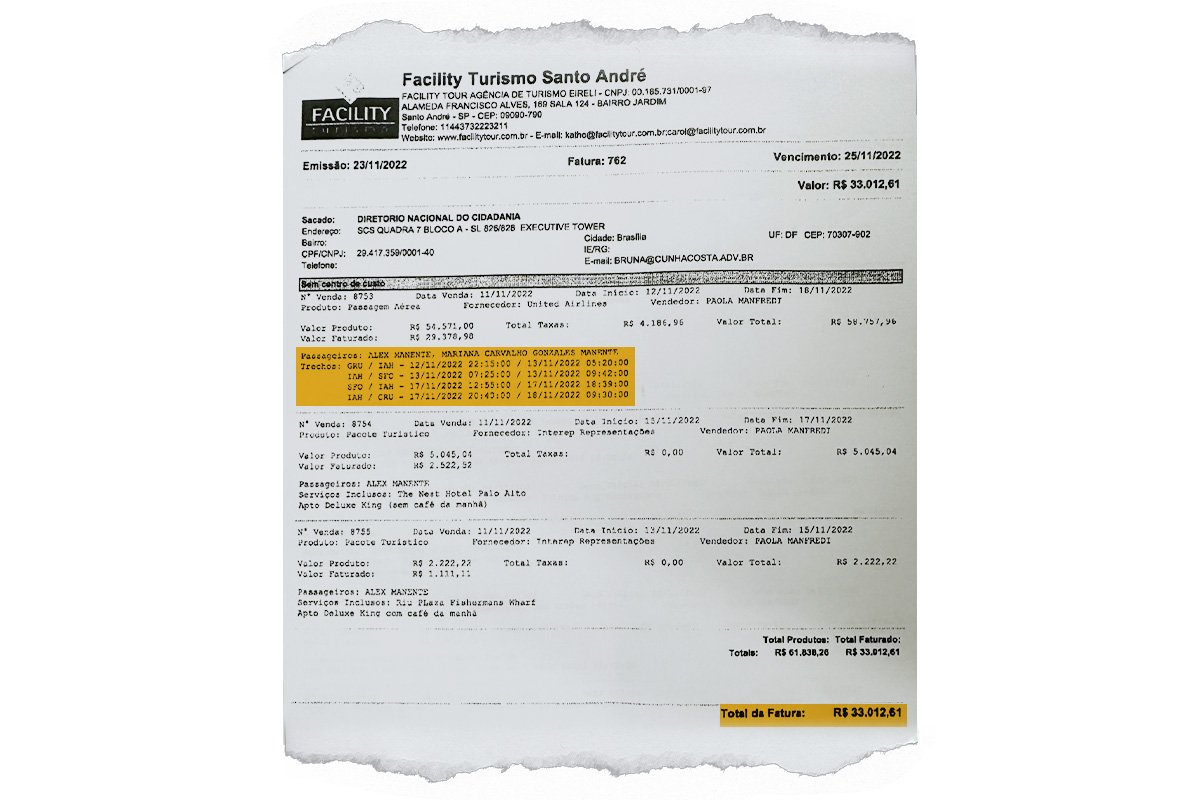 Facility Turismo Santo André
FACILITY TOUR AGÊNCIA DE TURISMO EIRELI - CNPJ: 00.185.731/0001-97
FACILITY
ALAMEDA FRANCISCO ALVES, 169 SALA 124 - BAIRRO JARDIM
Santo André - SP - CEP: 09090-790
Telefone: 11443732223211
Website: www.facilitytour.com.br - E-mail: katho@facilitytour.com.br;carol@facilitytour.com.br
Emissão: 23/11/2022 Fatura: 762 Vencimento: 25/11/2022
Valor: R$ 33.012,61
Sacado: DIRETORIO NACIONAL DO CIDADANIA
Endereço: SCS QUADRA 7 BLOCO A - SL 826/828 EXECUTIVE TOWER
Bairro: Cidade: Brasília UF: DF CEP: 70307-902
CPF/CNPJ: 29.417.359/0001-40 IE/RG:
Telefone: E-mail: BRUNA@CUNHACOSTA.ADV.BR
Sem centro de custo
N° Venda: 8753 Data Venda: 11/11/2022 Data Início: 12/11/2022 Data Fim: 18/11/2022
Produto: Passagem Aérea Fornecedor: United Airlines Vendedor: PAOLA MANFREDI
Valor Produto: R$ 54.571,00 Total Taxas: R$ 4.186,96 Valor Total: R$ 58.757,96
Valor Faturado: R$ 29.378,98
Passageiros: ALEX MANENTE, MARIANA CARVALHO GONZALES MANENTE
Trechos: GRU / IAH - 12/11/2022 22:15:00 / 13/11/2022 05:20:00
IAH / SFO - 13/11/2022 07:25:00 / 13/11/2022 09:42:00
SFO / IAH - 17/11/2022 12:55:00 / 17/11/2022 18:39:00
IAH / GRU - 17/11/2022 20:40:00 / 18/11/2022 09:30:00
N° Venda: 8754 Data Venda: 11/11/2022 Data Início: 15/11/2022 Data Fim: 17/11/2022
Produto: Pacote Turístico Fornecedor: Interep Representações Vendedor: PAOLA MANFREDI
Valor Produto: R$ 5.045,04 Total Taxas: R$ 0,00 Valor Total: R$ 5.045,04
Valor Faturado: R$ 2.522,52
Passageiros: ALEX MANENTE
Serviços Inclusos: The Nest Hotel Palo Alto
Apto Deluxe King (sem café da manhã)
N° Venda: 8755 Data Venda: 11/11/2022 Data Início: 13/11/2022 Data Fim: 15/11/2022
Produto: Pacote Turístico Fornecedor: Interep Representações Vendedor: PAOLA MANFREDI
Valor Produto: R$ 2.222,22 Total Taxas: R$ 0,00 Valor Total: R$ 2.222,22
Valor Faturado: R$ 1.111,11
Passageiros: ALEX MANENTE
Serviços Inclusos: Riu Plaza Fishermans Wharf
Apto Deluxe King com café da manhã
Total Produtos: Total Faturado:
Totais: R$ 61.838,26 R$ 33.012,61
Total da Fatura: R$ 33.012,61